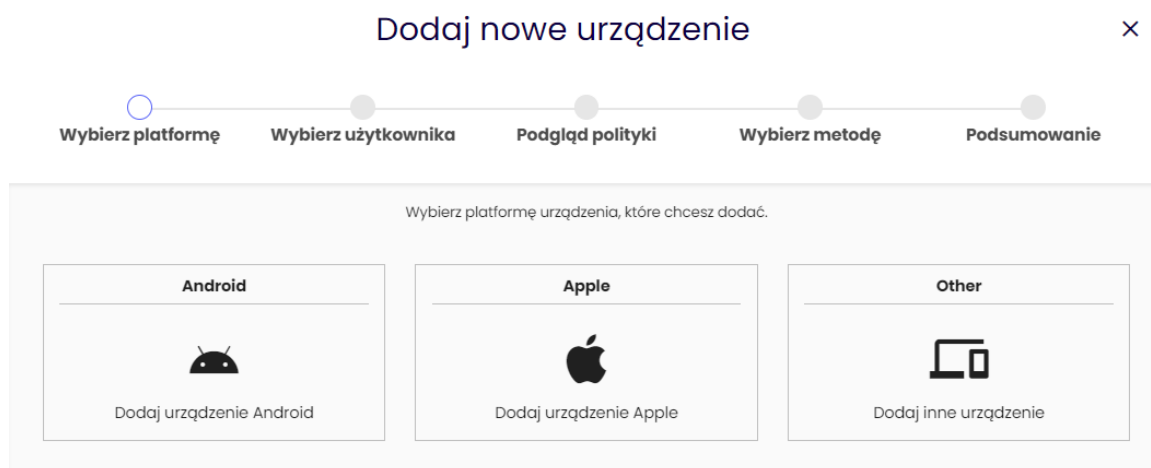 Dodaj nowe urządzenie
Wybierz platformę Wybierz użytkownika Podgląd polityki Wybierz metodę Podsumowanie
Wybierz platformę urządzenia, które chcesz dodać.
Android Apple Other
Dodaj urządzenie Android Dodaj urządzenie Apple Dodaj inne urządzenie